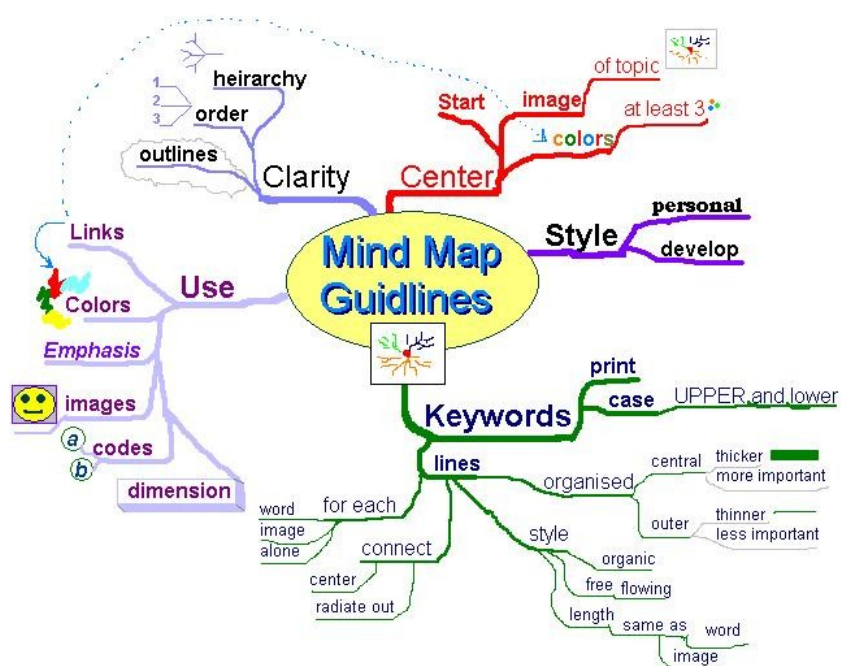 Mind Map
Guidlines
Center
Start
image
of topic
colors
at least 3
Style
personal
develop
Keywords
print
case
UPPER and lower
lines
organised
central
thicker
more important
outer
thinner
less important
style
organic
free flowing
length
same as
word
image
connect
center
radiate out
for each
word
image
alone
Use
Links
Colors
Emphasis
images
codes
a
b
dimension
Clarity
heirarchy
order
1
2
3
outlines